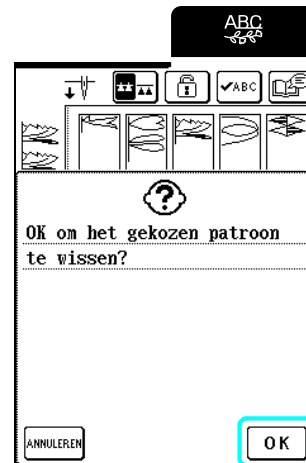 ABC
✔ABC
OK om het gekozen patroon
te wissen?
ANNULEREN
OK